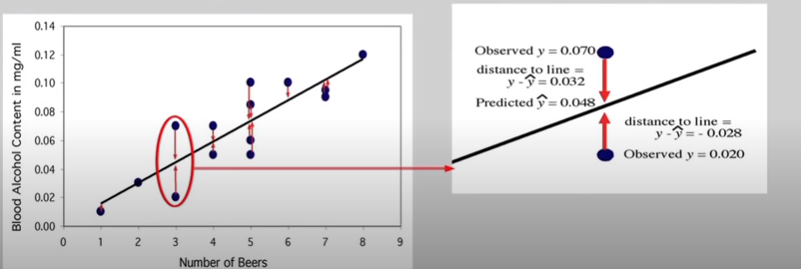 Blood Alcohol Content in mg/ml
0.14
0.12
0.10
0.08
0.06
0.04
0.02
0.00
0 1 2 3 4 5 6 7 8 9
Number of Beers
Observed y = 0.070
distance to line =
y - ŷ = 0.032
Predicted ŷ = 0.048
distance to line =
y - ŷ = - 0.028
Observed y = 0.020